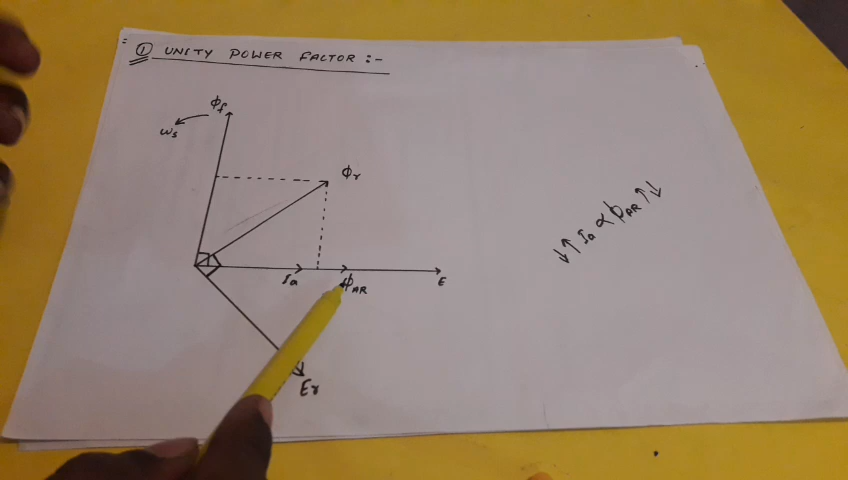 ① UNITY POWER FACTOR :-
ϕf
ωs
ϕr
↓↑ Ia ∝ ϕAR ↑↓
Ia
ϕAR
E
Er